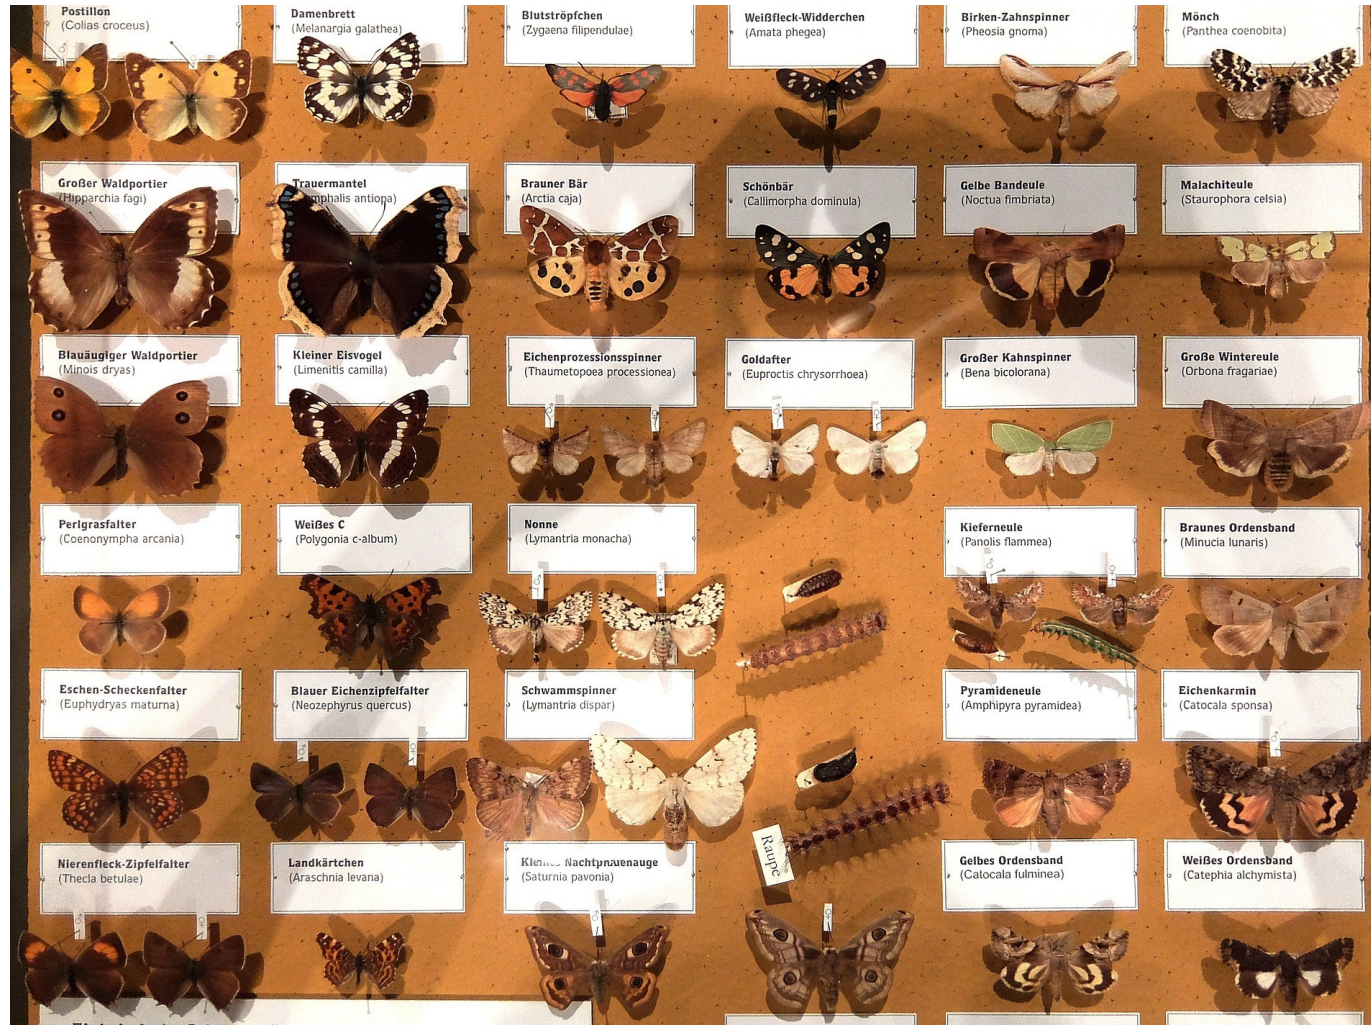 Postillon
(Colias croceus)
Damenbrett
(Melanargia galathea)
Blutströpfchen
(Zygaena filipendulae)
Weißfleck-Widderchen
(Amata phegea)
Birken-Zahnspinner
(Pheosia gnoma)
Mönch
(Panthea coenobita)
♂
♀
Großer Waldportier
(Hipparchia fagi)
Trauermantel
antiopa)
Brauner Bär
(Arctia caja)
Schönbär
(Callimorpha dominula)
Gelbe Bandeule
(Noctua fimbriata)
Malachiteule
(Staurophora celsia)
Blauäugiger Waldportier
(Minois dryas)
Kleiner Eisvogel
(Limenitis camilla)
Eichenprozessionsspinner
(Thaumetopoea processionea)
Goldafter
(Euproctis chrysorrhoea)
Großer Kahnspinner
(Bena bicolorana)
Große Wintereule
(Orbona fragariae)
♂
♀
♂
♀
Perlgrasfalter
(Coenonympha arcania)
Weißes C
(Polygonia c-album)
Nonne
(Lymantria monacha)
Kieferneule
(Panolis flammea)
Braunes Ordensband
(Minucia lunaris)
♂
♀
♂
♀
Eschen-Scheckenfalter
(Euphydryas maturna)
Blauer Eichenzipfelfalter
(Neozephyrus quercus)
Schwammspinner
(Lymantria dispar)
Pyramideneule
(Amphipyra pyramidea)
Eichenkarmin
(Catocala sponsa)
♂
♀
♀
Raupe
Nierenfleck-Zipfelfalter
(Thecla betulae)
Landkärtchen
(Araschnia levana)
Kleines Nachtpfauenauge
(Saturnia pavonia)
Gelbes Ordensband
(Catocala fulminea)
Weißes Ordensband
(Catephia alchymista)
♂
♀
♂
♀